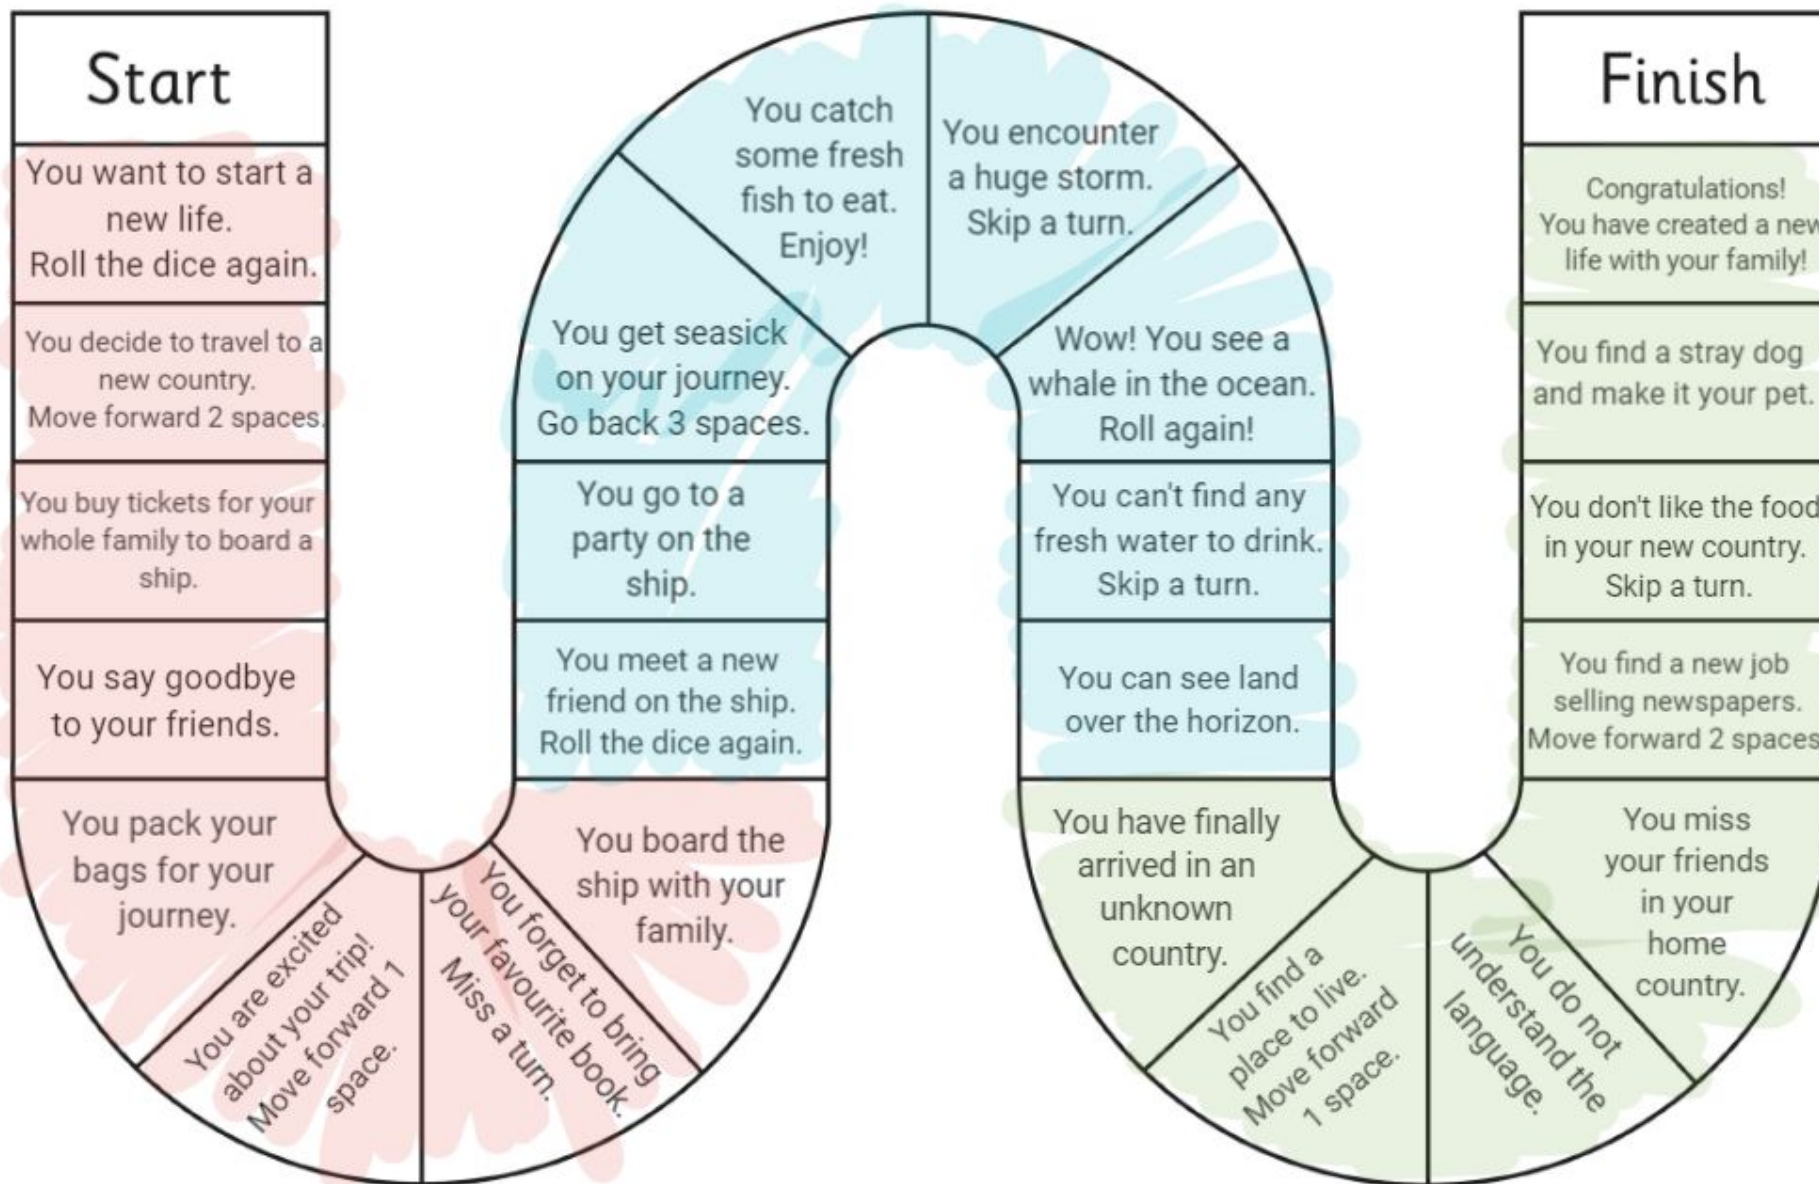 Start
You want to start a
new life.
Roll the dice again.
You decide to travel to a
new country.
Move forward 2 spaces.
You buy tickets for your
whole family to board a
ship.
You say goodbye
to your friends.
You pack your
bags for your
journey.
You are excited
about your trip!
Move forward 1
space.
You forget to bring
your favourite book.
Miss a turn.
You board the
ship with your
family.
You meet a new
friend on the ship.
Roll the dice again.
You go to a
party on the
ship.
You get seasick
on your journey.
Go back 3 spaces.
You catch
some fresh
fish to eat.
Enjoy!
You encounter
a huge storm.
Skip a turn.
Wow! You see a
whale in the ocean.
Roll again!
You can't find any
fresh water to drink.
Skip a turn.
You can see land
over the horizon.
You have finally
arrived in an
unknown
country.
You find a
place to live.
Move forward
1 space.
You do not
understand the
language.
You miss
your friends
in your
home
country.
You find a new job
selling newspapers.
Move forward 2 spaces
You don't like the food
in your new country.
Skip a turn.
You find a stray dog
and make it your pet.
Congratulations!
You have created a new
life with your family!
Finish